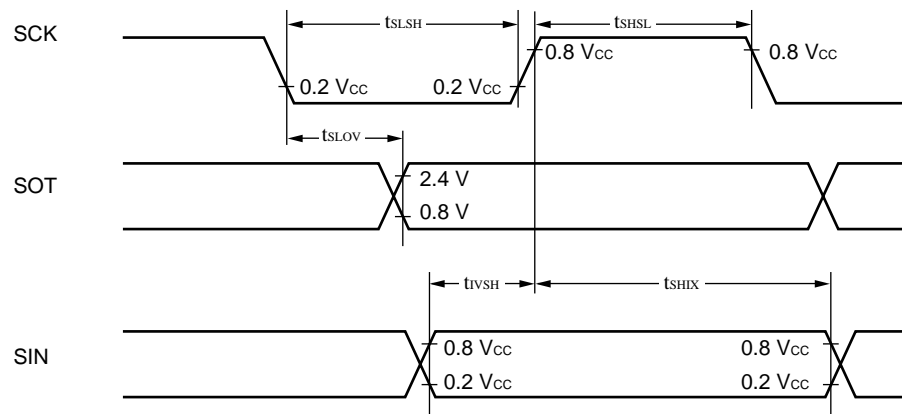 tSLSH tSHSL
SCK
0.8 VCC 0.8 VCC
0.2 VCC 0.2 VCC
tSLOV
SOT
2.4 V
0.8 V
tIVSH tSHIX
SIN
0.8 VCC 0.8 VCC
0.2 VCC 0.2 VCC